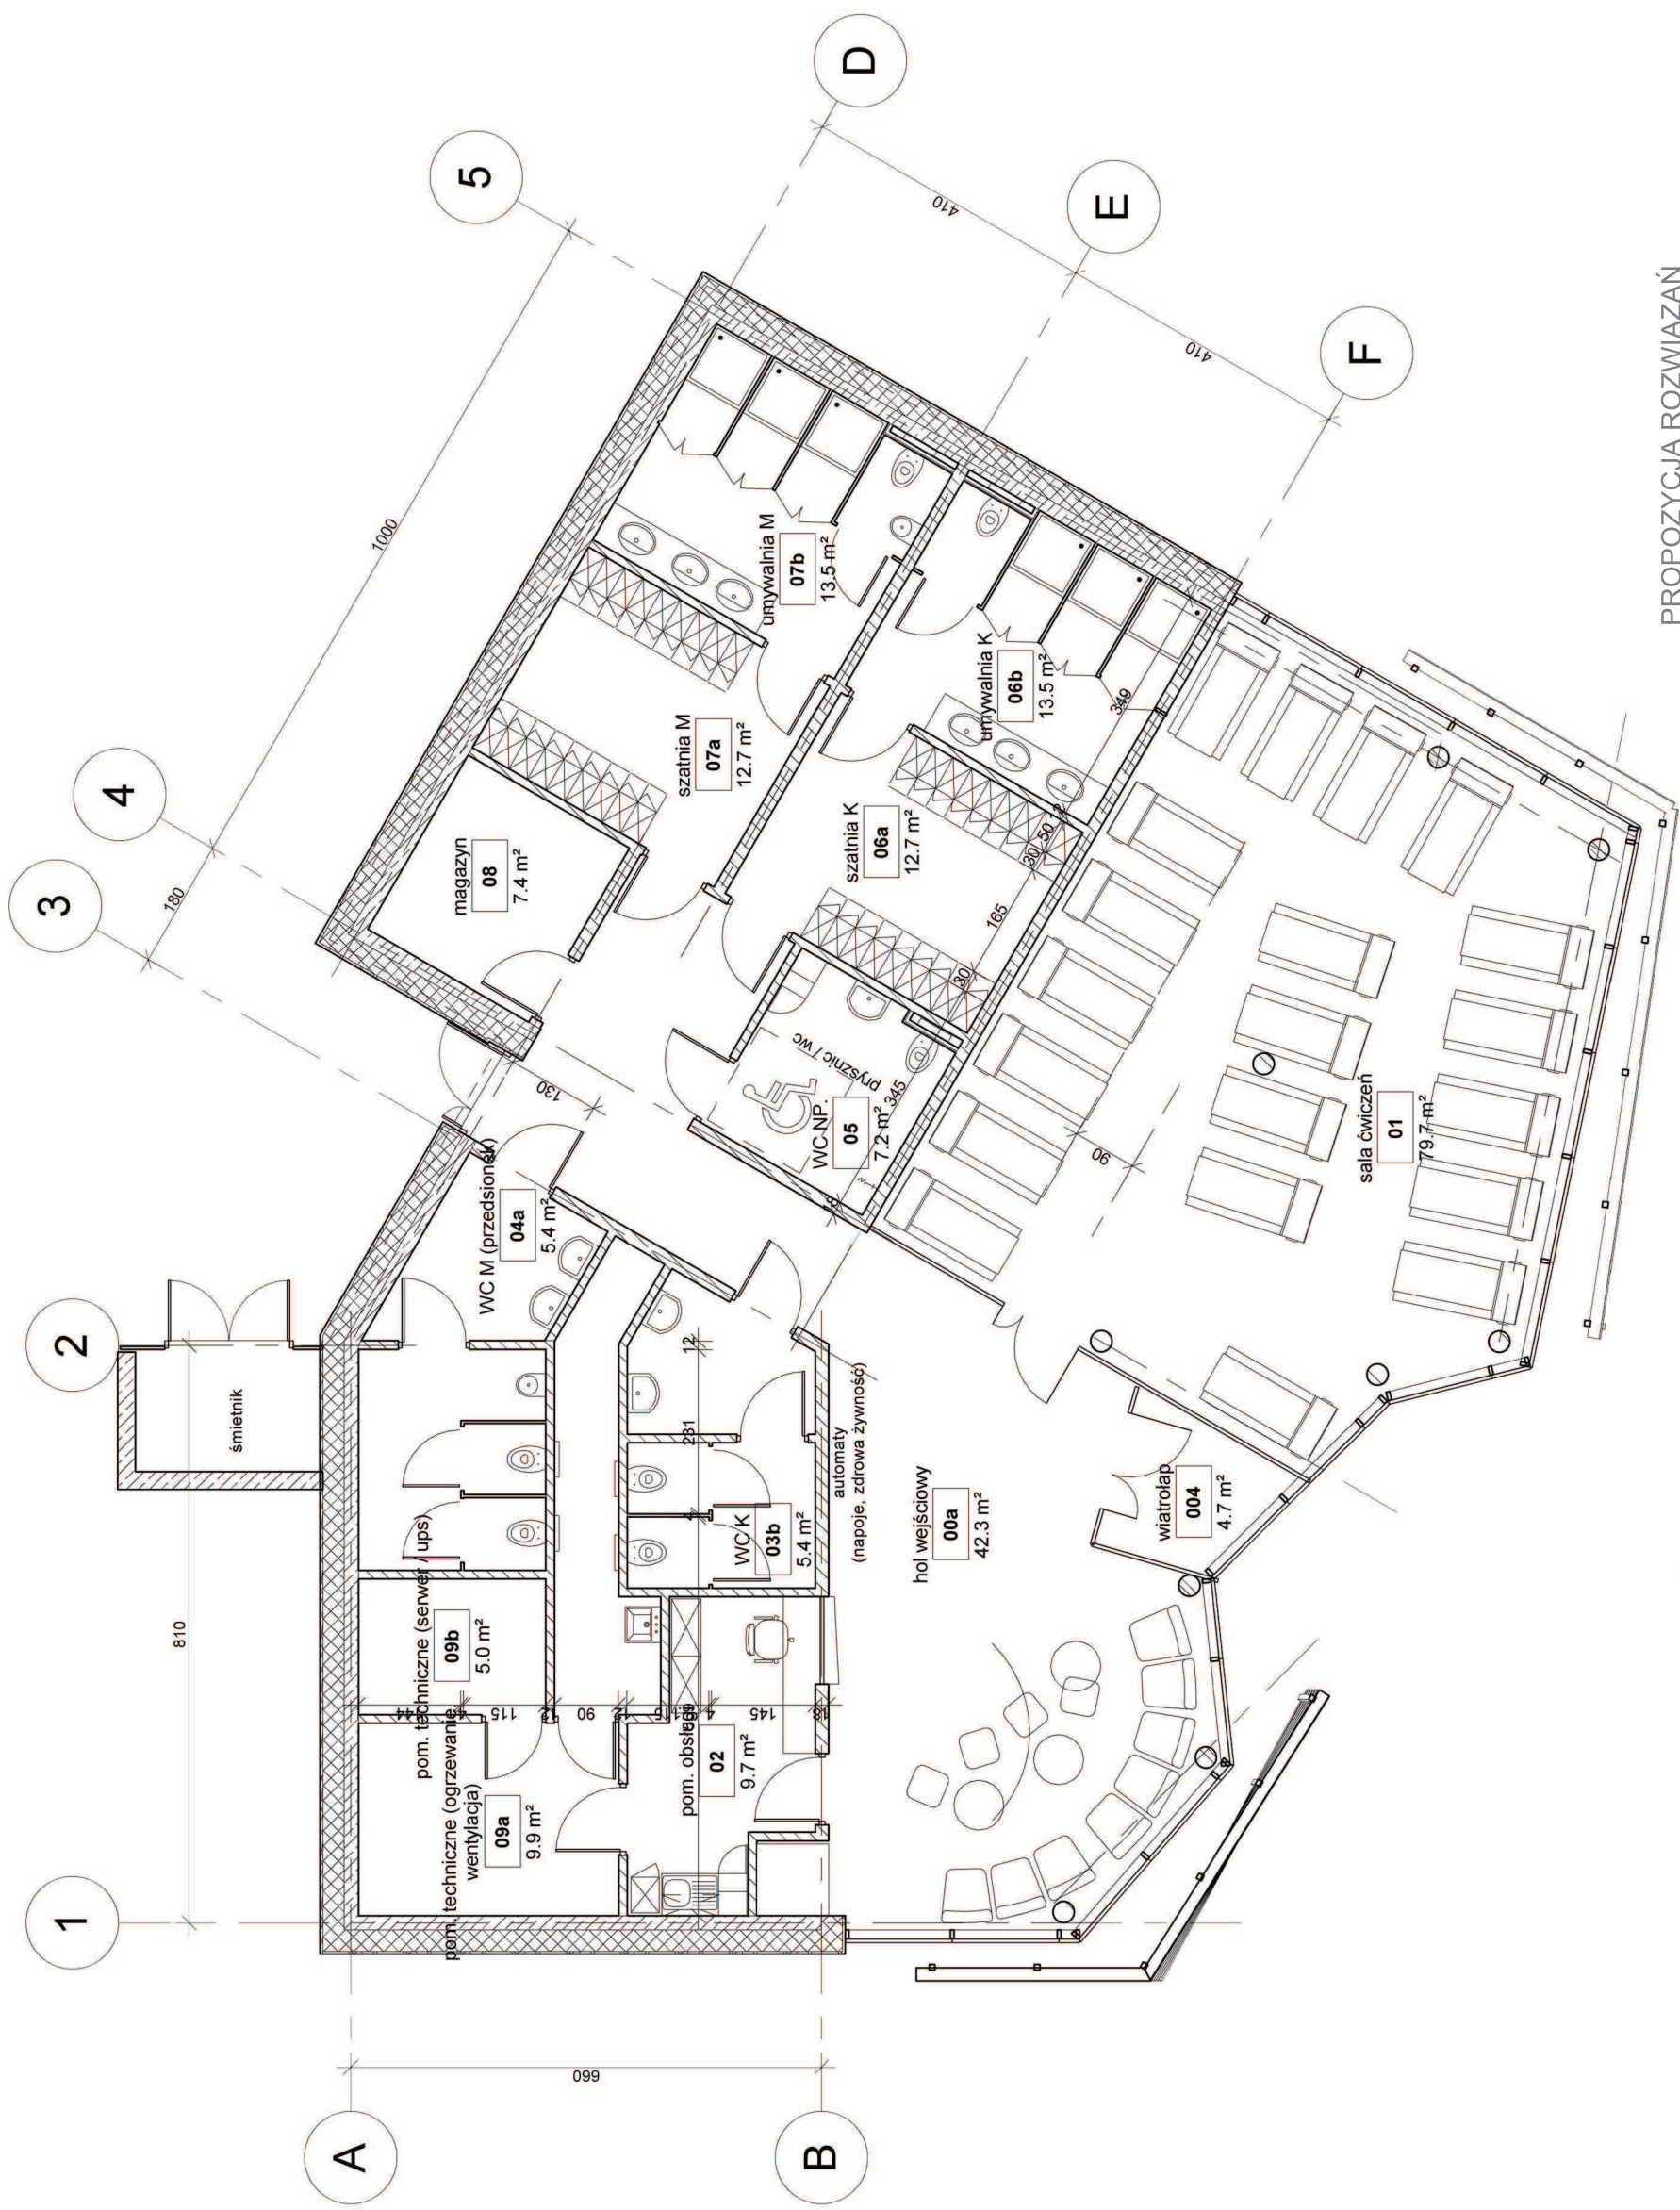 1
2
3
4
5
A
B
D
E
F
810
180
1000
410
410
660
130
śmietnik
WC M (przedsionek)
04a
5.4 m²
magazyn
08
7.4 m²
szatnia M
07a
12.7 m²
umywalnia M
07b
13.5 m²
umywalnia K
06b
13.5 m²
349
szatnia K
06a
12.7 m²
30
50
12
165
30
prysznic / wc
WC NP.
05
7.2 m²
345
18
90
sala ćwiczeń
01
79.7 m²
pom. techniczne (serwer / ups)
09b
5.0 m²
pom. techniczne (ogrzewanie
wentylacja)
09a
9.9 m²
115
90
145
18
12
231
4
WC K
03b
5.4 m²
pom. obsługi
02
9.7 m²
automaty
(napoje, zdrowa żywność)
hol wejściowy
00a
42.3 m²
wiatrołap
004
4.7 m²
PROPOZYCJA ROZWIĄZAŃ